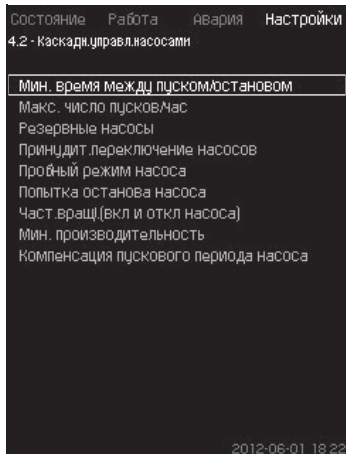 Состояние Работа Авария Настройки
4.2 - Каскадн.управл.насосами
Мин. время между пуском/остановом
Макс. число пусков/час
Резервные насосы
Принудит.переключение насосов
Пробный режим насоса
Попытка останова насоса
Част.вращ.(вкл и откл насоса)
Мин. производительность
Компенсация пускового периода насоса
2012-06-01 18:22